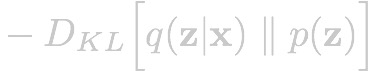 − D_{KL}[q(𝐳|𝐱) ∥ p(𝐳)]